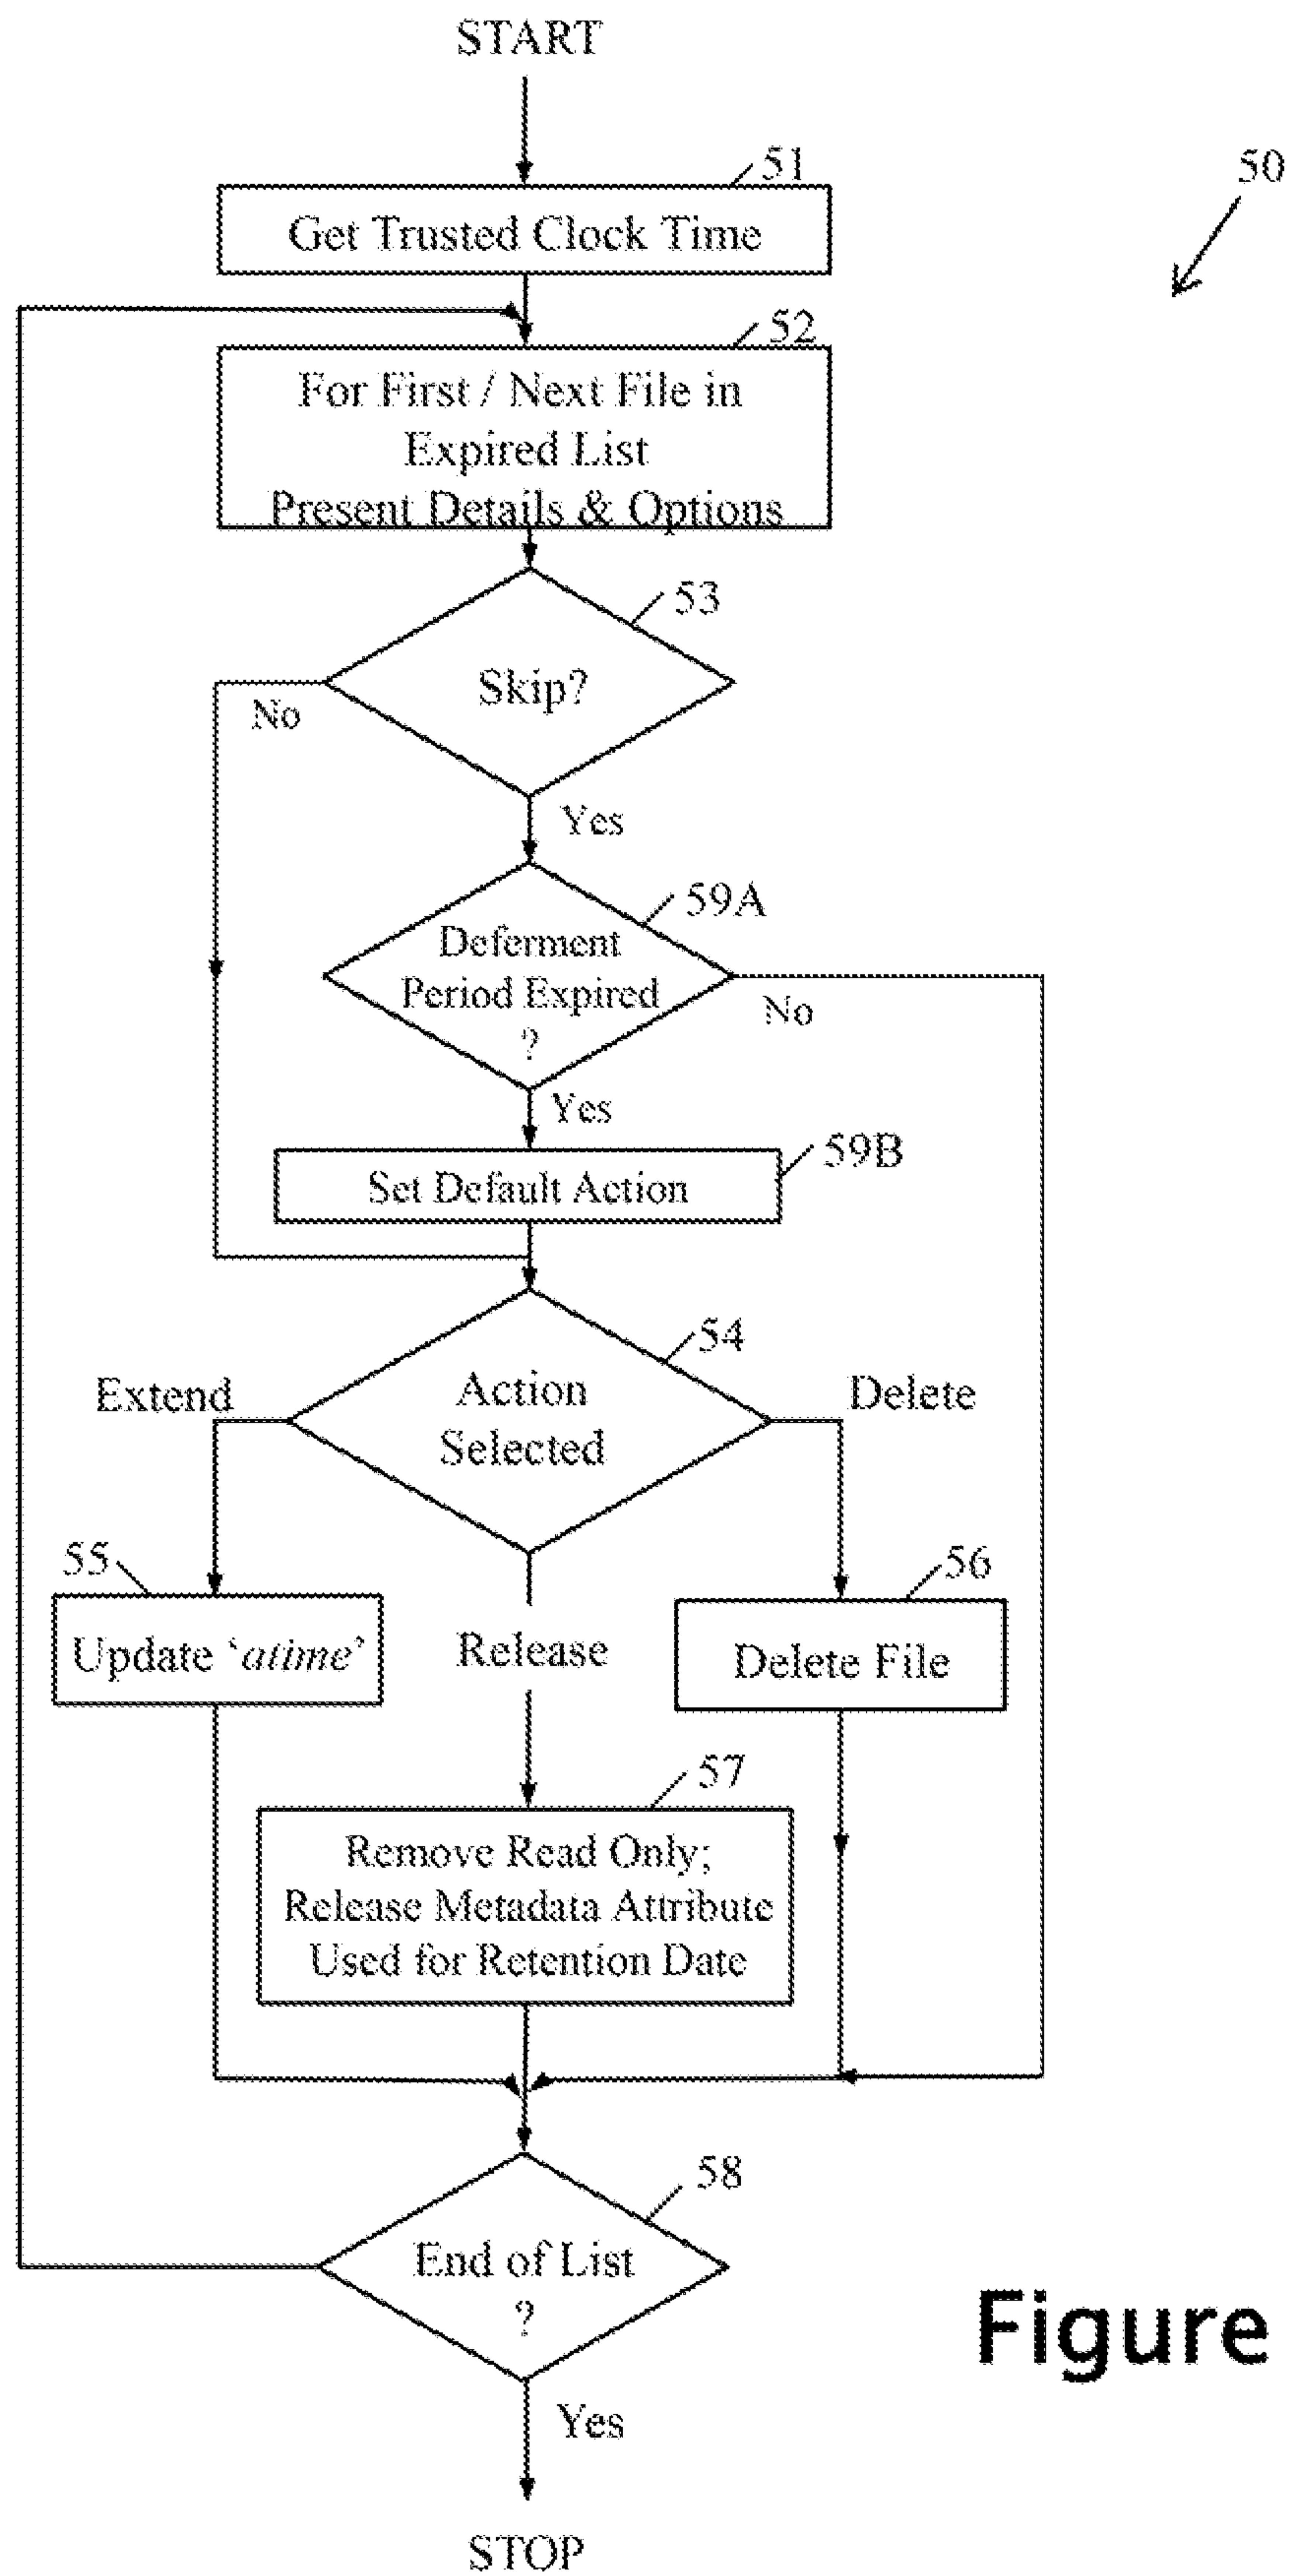 START
51
50
Get Trusted Clock Time
52
For First / Next File in
Expired List
Present Details & Options
53
Skip?
No
Yes
59A
Deferment
Period Expired
?
No
Yes
59B
Set Default Action
54
Extend
Action
Selected
Delete
55
56
Update ‘atime’
Release
Delete File
57
Remove Read Only;
Release Metadata Attribute
Used for Retention Date
58
End of List
?
Figure
Yes
STOP